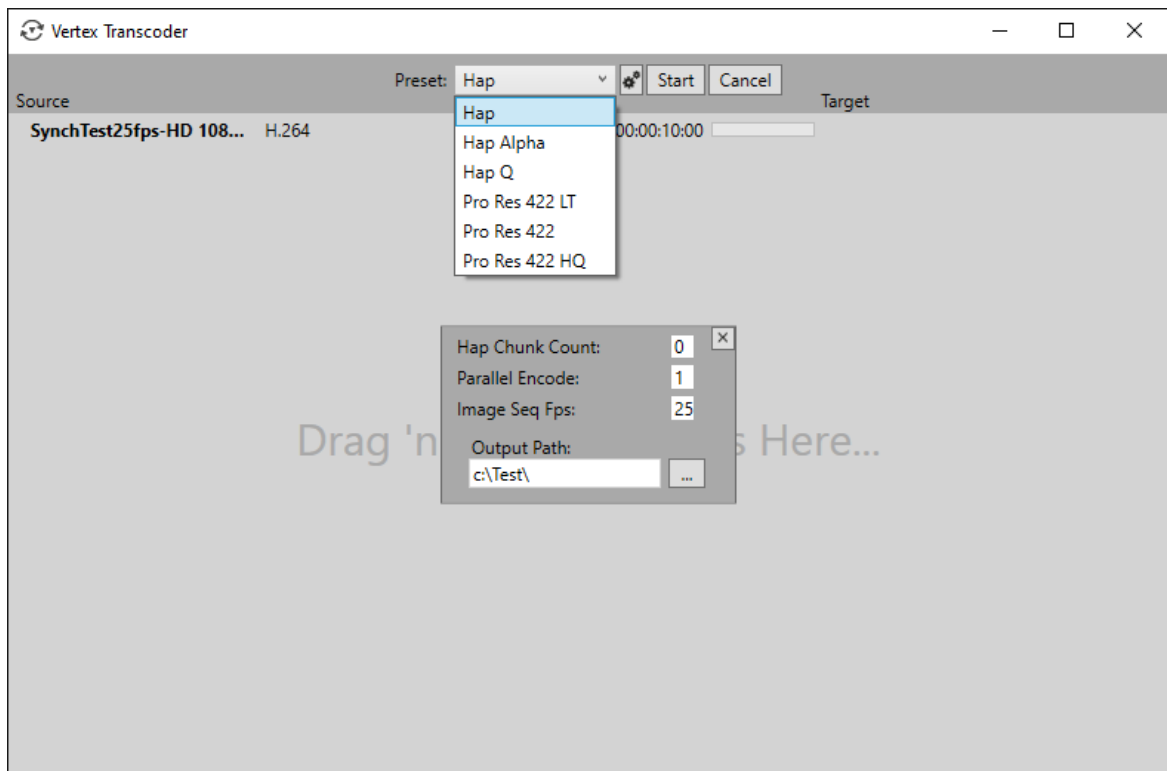 Vertex Transcoder
Preset: Hap Start Cancel
Source Target
SynchTest25fps-HD 108... H.264 00:00:10:00
Hap
Hap Alpha
Hap Q
Pro Res 422 LT
Pro Res 422
Pro Res 422 HQ
Hap Chunk Count: 0
Parallel Encode: 1
Image Seq Fps: 25
Drag 'n s Here...
Output Path:
c:\Test\
...